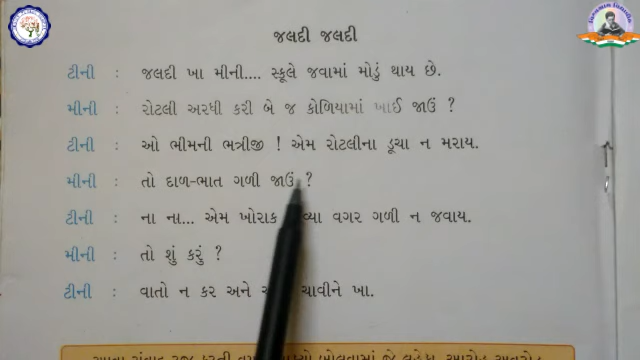 જલદી જલદી
ટીની : જલદી ખા મીની.... સ્કૂલે જવામાં મોડું થાય છે.
મીની : રોટલી અરધી કરી બે જ કોળિયામાં ખાઈ જાઉં ?
ટીની : ઓ ભીમની ભત્રીજી ! એમ રોટલીના ડૂચા ન મરાય.
મીની : તો દાળ-ભાત ગળી જાઉં ?
ટીની : ના ના... એમ ખોરાક વગર ગળી ન જવાય.
મીની : તો શું કરું ?
ટીની : વાતો ન કર અને ચાવીને ખા.